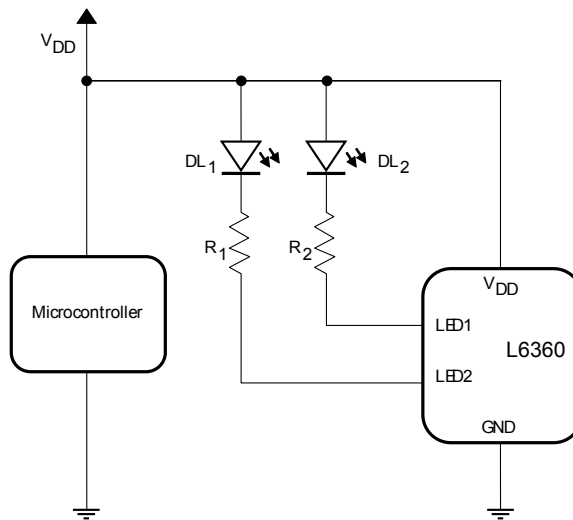 VDD
DL1
DL2
R1
R2
VDD
Microcontroller
LED1
L6360
LED2
GND